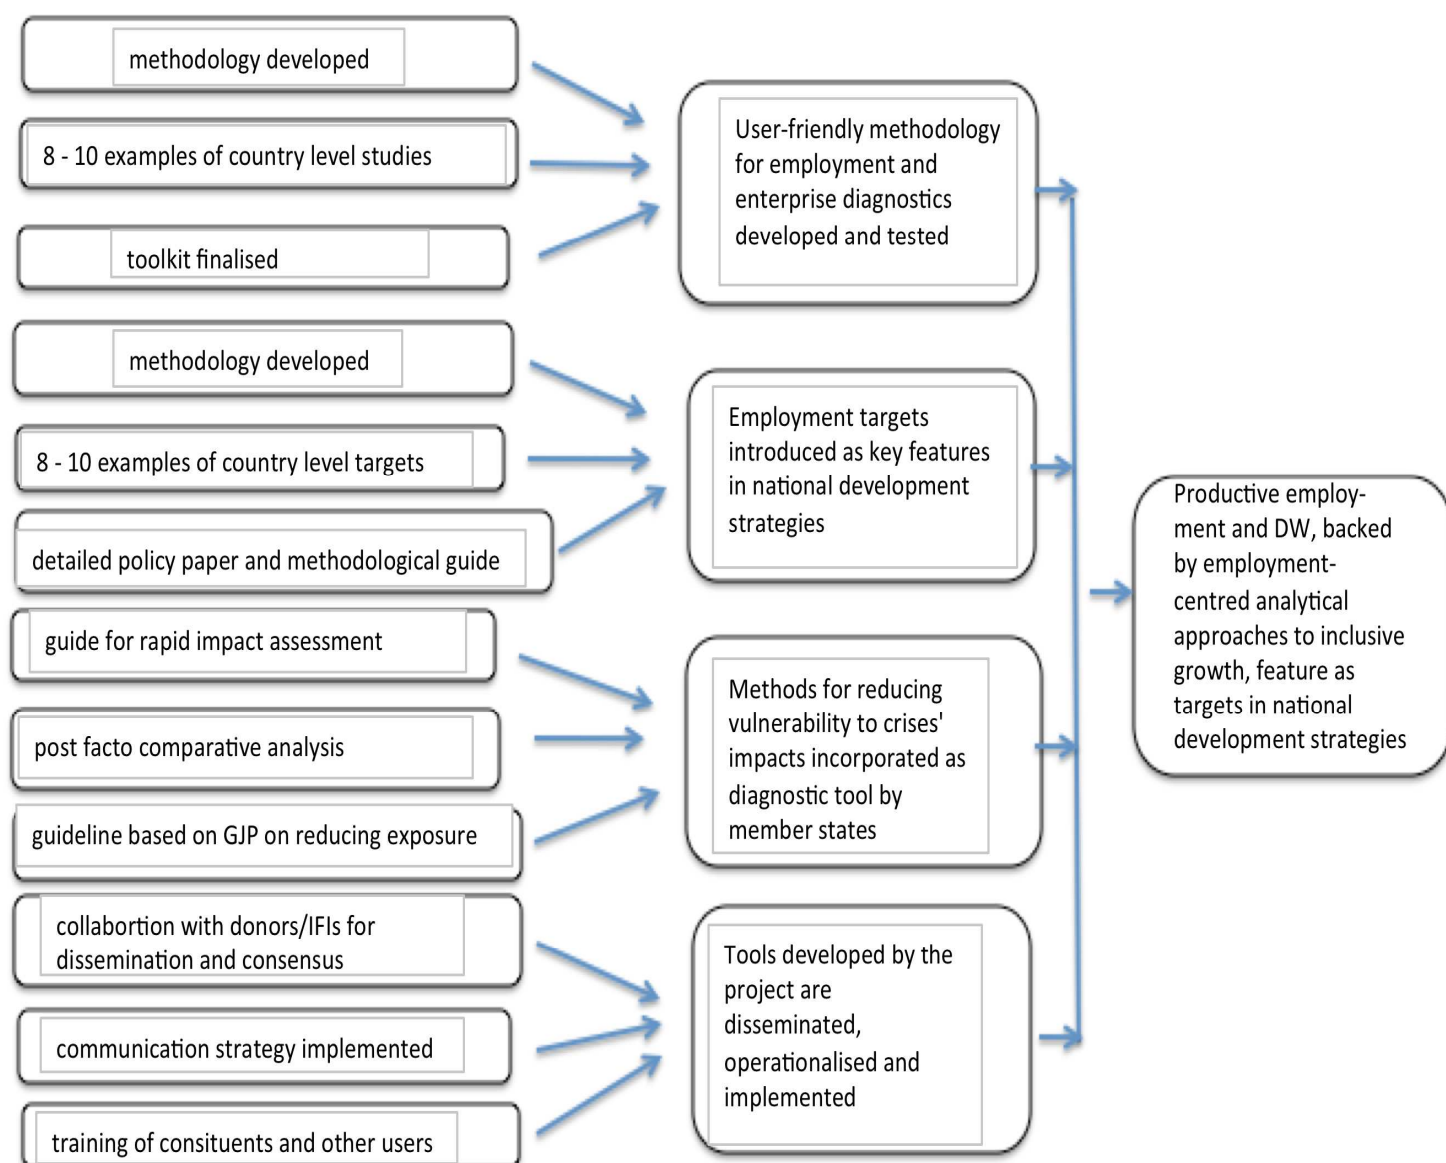 methodology developed
8 - 10 examples of country level studies
toolkit finalised
User-friendly methodology
for employment and
enterprise diagnostics
developed and tested
methodology developed
8 - 10 examples of country level targets
detailed policy paper and methodological guide
Employment targets
introduced as key features
in national development
strategies
guide for rapid impact assessment
post facto comparative analysis
guideline based on GJP on reducing exposure
Methods for reducing
vulnerability to crises'
impacts incorporated as
diagnostic tool by
member states
collabortion with donors/IFIs for
dissemination and consensus
communication strategy implemented
training of consituents and other users
Tools developed by the
project are
disseminated,
operationalised and
implemented
Productive employ-
ment and DW, backed
by employment-
centred analytical
approaches to inclusive
growth, feature as
targets in national
development strategies